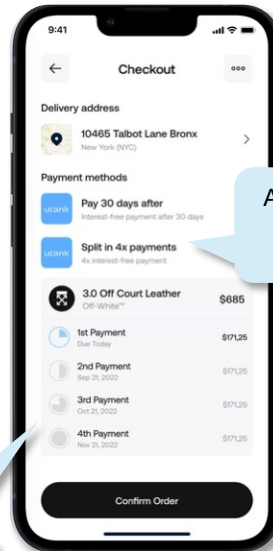 9:41
Checkout
Delivery address
10465 Talbot Lane Bronx
New York (NYC)
Payment methods
utank
Pay 30 days after
Interest-free payment after 30 days
utank
Split in 4x payments
4x interest-free payment
A
3.0 Off Court Leather
Off-White™
$685
1st Payment
Due Today
$171,25
2nd Payment
Sep 21, 2022
$171,25
3rd Payment
Oct 21, 2022
$171,25
4th Payment
Nov 21, 2022
$171,25
Confirm Order